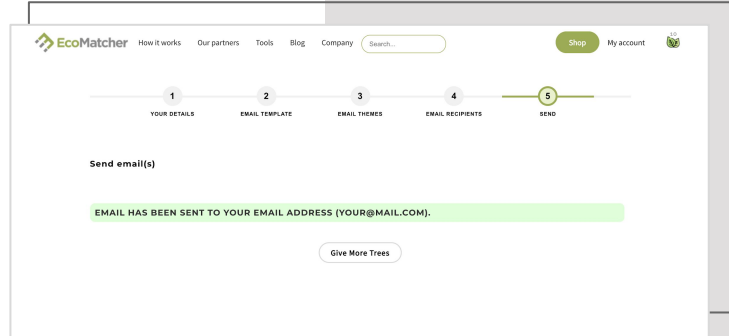 EcoMatcher How it works Our partners Tools Blog Company Search... Shop My account 10
1 2 3 4 5
YOUR DETAILS EMAIL TEMPLATE EMAIL THEMES EMAIL RECIPIENTS SEND
Send email(s)
EMAIL HAS BEEN SENT TO YOUR EMAIL ADDRESS (YOUR@MAIL.COM).
Give More Trees